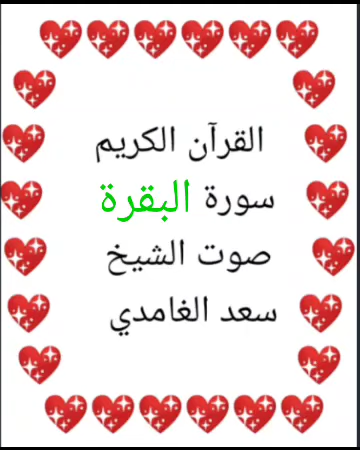 القرآن الكريم
سورة البقرة
صوت الشيخ
سعد الغامدي